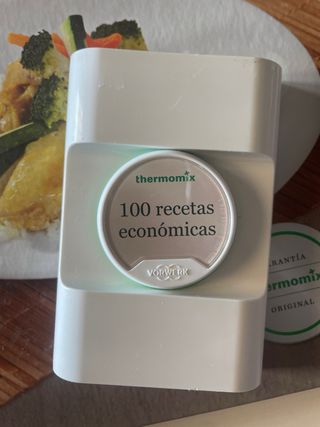 thermomix
100 recetas
económicas
VORWERK
GARANTÍA
thermomix
ORIGINAL